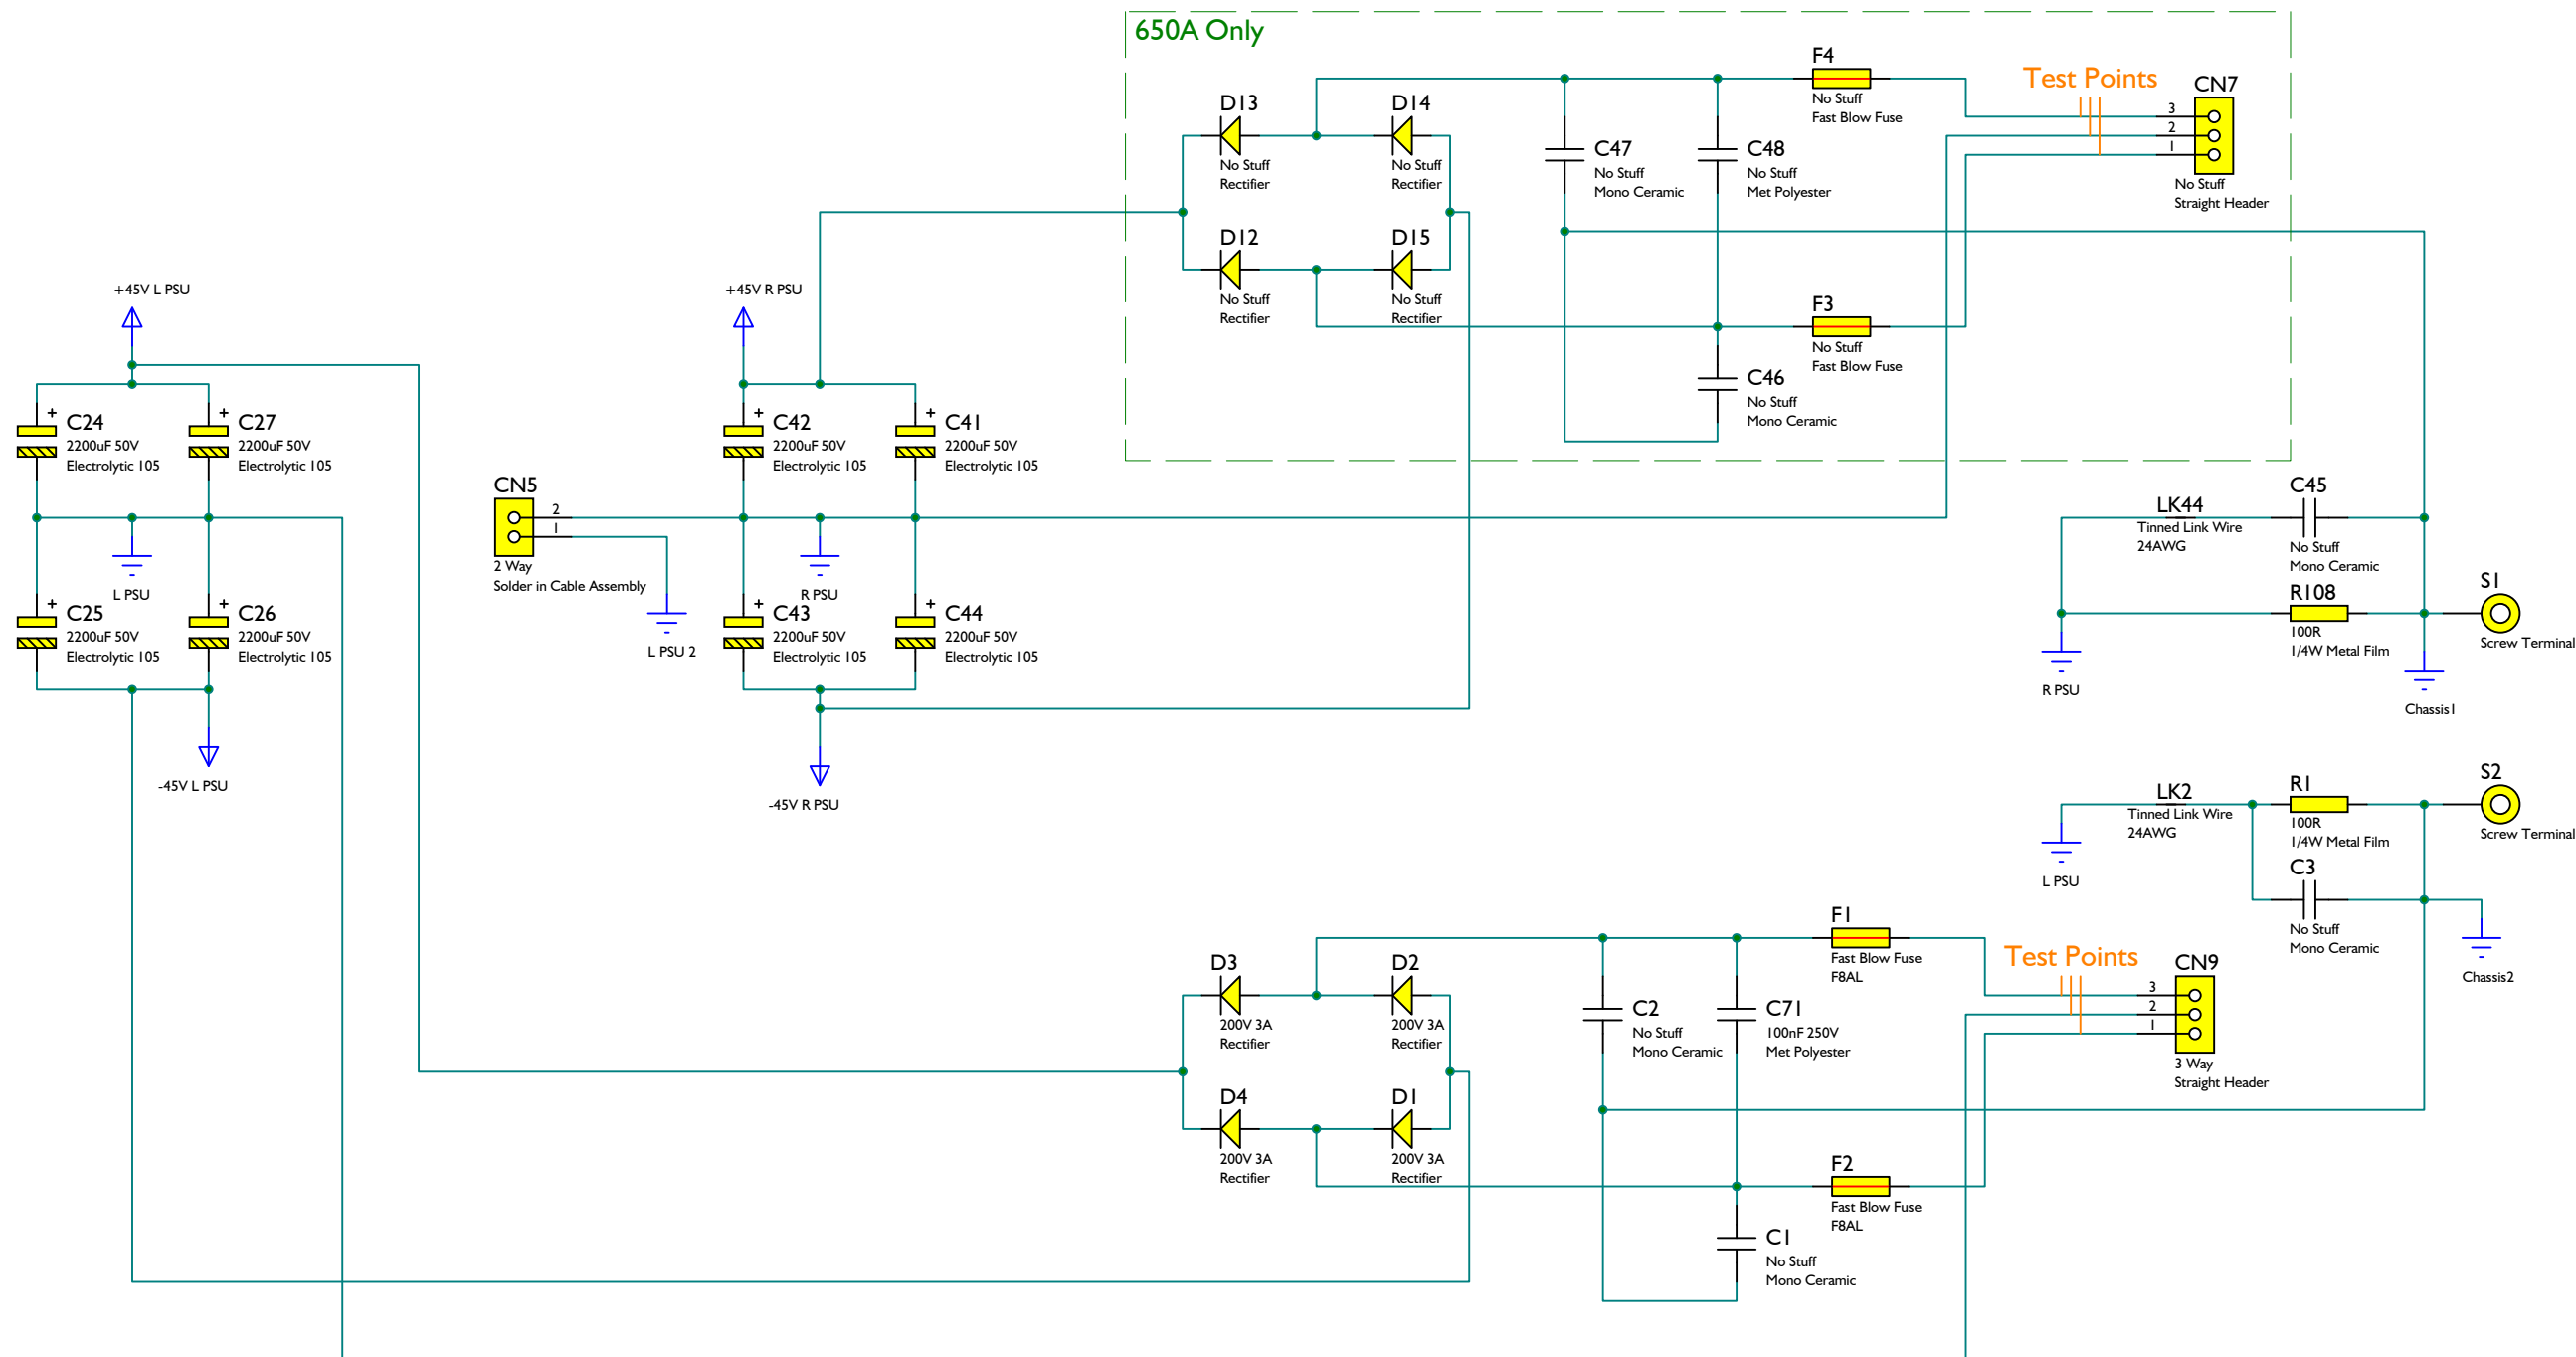 650A Only
F4
No Stuff
Fast Blow Fuse
Test Points
CN7
3
2
1
No Stuff
Straight Header
D13
No Stuff
Rectifier
D14
No Stuff
Rectifier
C47
No Stuff
Mono Ceramic
C48
No Stuff
Met Polyester
D12
No Stuff
Rectifier
D15
No Stuff
Rectifier
F3
No Stuff
Fast Blow Fuse
C46
No Stuff
Mono Ceramic
+45V L PSU
+45V R PSU
+
C24
2200uF 50V
Electrolytic 105
+
C27
2200uF 50V
Electrolytic 105
+
C42
2200uF 50V
Electrolytic 105
+
C41
2200uF 50V
Electrolytic 105
CN5
2
1
2 Way
Solder in Cable Assembly
L PSU
L PSU 2
R PSU
+
C25
2200uF 50V
Electrolytic 105
+
C26
2200uF 50V
Electrolytic 105
+
C43
2200uF 50V
Electrolytic 105
+
C44
2200uF 50V
Electrolytic 105
-45V L PSU
-45V R PSU
LK44
Tinned Link Wire
24AWG
C45
No Stuff
Mono Ceramic
R108
100R
1/4W Metal Film
S1
Screw Terminal
R PSU
Chassis1
LK2
Tinned Link Wire
24AWG
R1
100R
1/4W Metal Film
S2
Screw Terminal
L PSU
C3
No Stuff
Mono Ceramic
Chassis2
F1
Fast Blow Fuse
F8AL
Test Points
CN9
3
2
1
3 Way
Straight Header
D3
200V 3A
Rectifier
D2
200V 3A
Rectifier
C2
No Stuff
Mono Ceramic
C71
100nF 250V
Met Polyester
D4
200V 3A
Rectifier
D1
200V 3A
Rectifier
F2
Fast Blow Fuse
F8AL
C1
No Stuff
Mono Ceramic